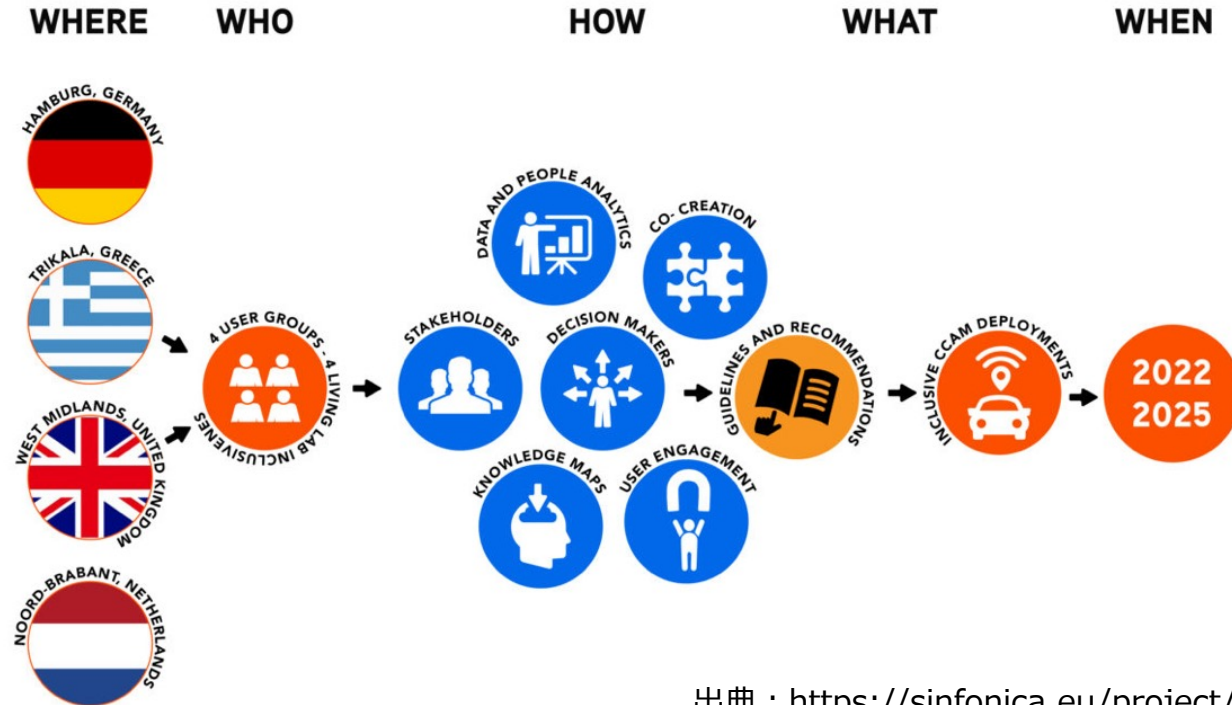 WHERE
WHO
HOW
WHAT
WHEN
HAMBURG, GERMANY
TRIKALA, GREECE
WEST MIDLANDS, UNITED KINGDOM
NOORD-BRABANT, NETHERLANDS
4 USER GROUPS - 4 LIVING LAB INCLUSIVENES
DATA AND PEOPLE ANALYTICS
CO- CREATION
STAKEHOLDERS
DECISION MAKERS
KNOWLEDGE MAPS
USER ENGAGEMENT
GUIDELINES AND RECOMMENDATIONS
INCLUSIVE CCAM DEPLOYMENTS
2022
2025
出典：https://sinfonica.eu/project/